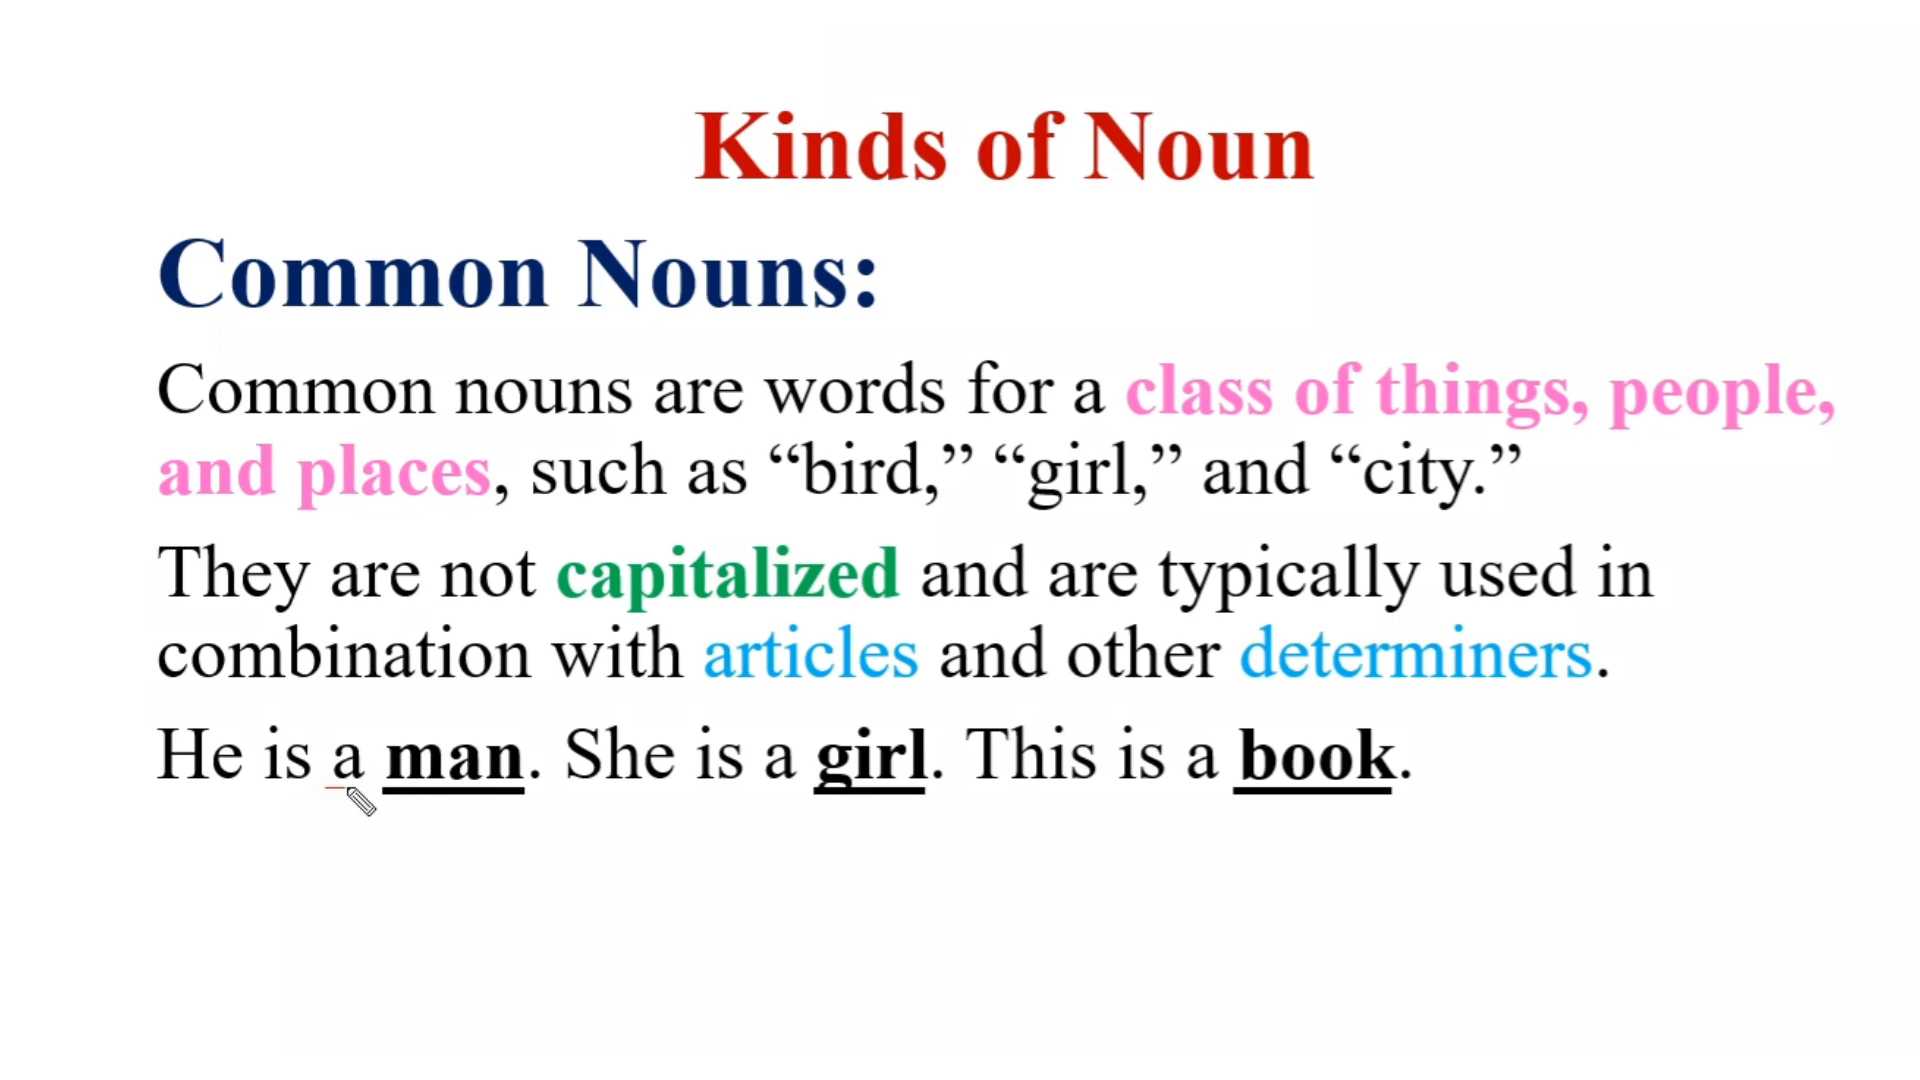 Kinds of Noun
Common Nouns:
Common nouns are words for a class of things, people,
and places, such as “bird,” “girl,” and “city.”
They are not capitalized and are typically used in
combination with articles and other determiners.
He is a man. She is a girl. This is a book.